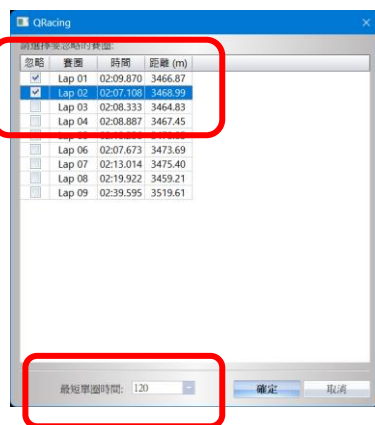 QRacing
請選擇要忽略的賽圈:
忽略 賽圈 時間 距離 (m)
Lap 01 02:09.870 3466.87
Lap 02 02:07.108 3468.99
Lap 03 02:08.333 3464.83
Lap 04 02:08.887 3467.45
Lap 05
Lap 06 02:07.673 3473.69
Lap 07 02:13.014 3475.40
Lap 08 02:19.922 3459.21
Lap 09 02:39.595 3519.61
最短單圈時間: 120 確定 取消